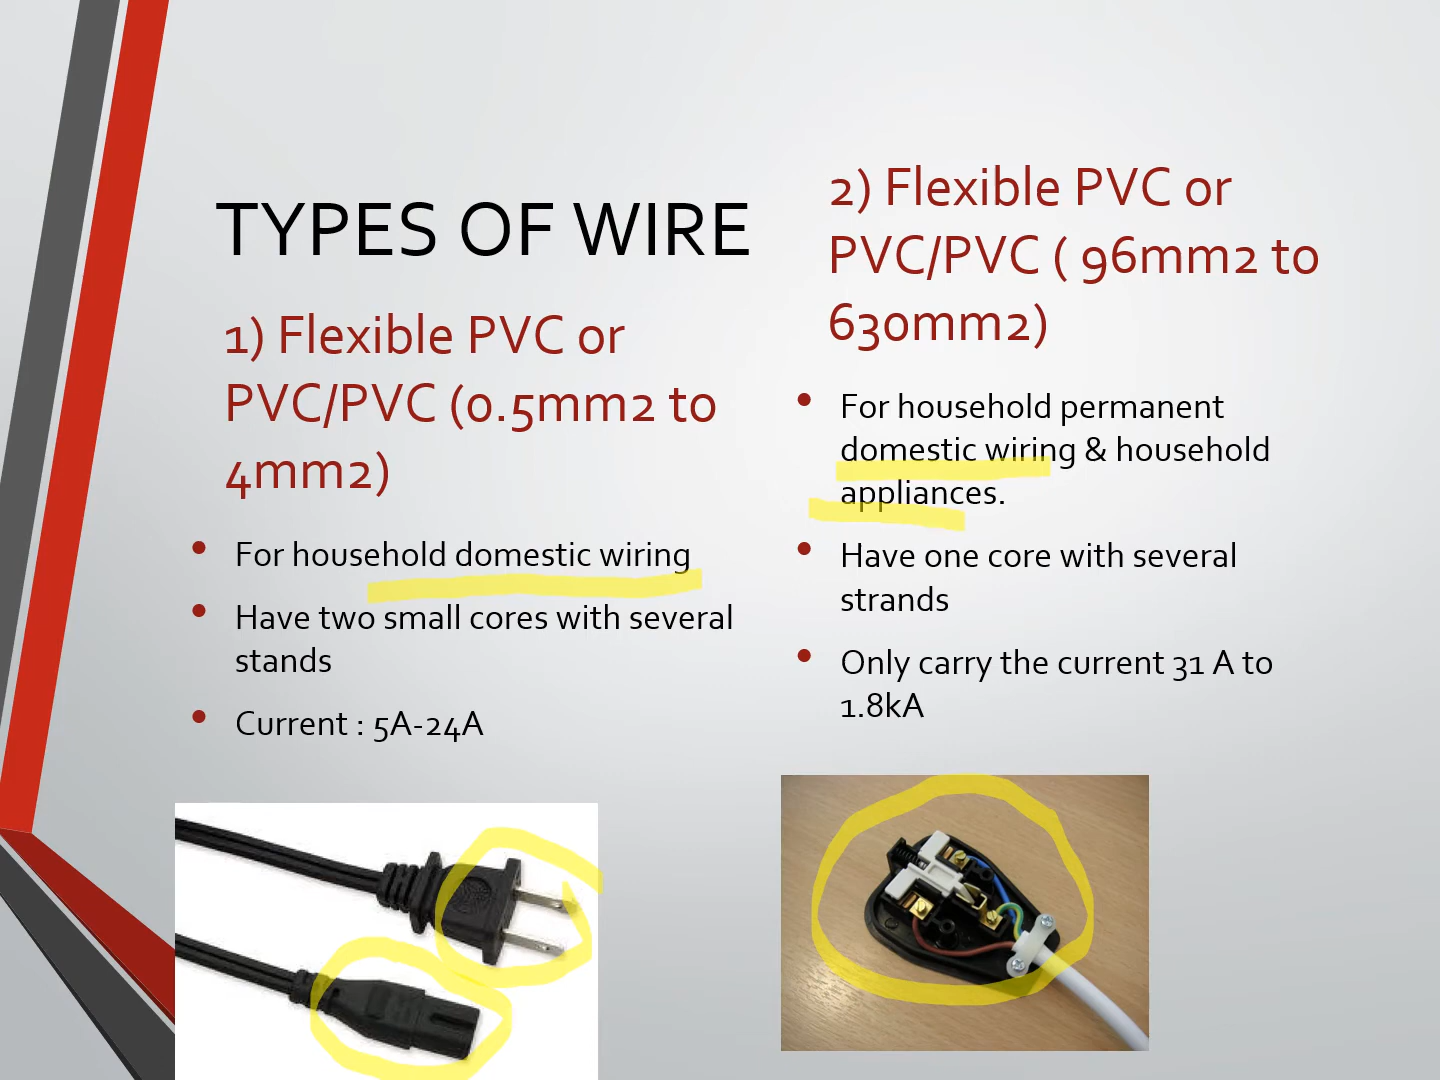 TYPES OF WIRE
1) Flexible PVC or
PVC/PVC (0.5mm2 to
4mm2)
• For household domestic wiring
• Have two small cores with several
stands
• Current : 5A-24A
2) Flexible PVC or
PVC/PVC ( 96mm2 to
630mm2)
• For household permanent
domestic wiring & household
appliances.
• Have one core with several
strands
• Only carry the current 31 A to
1.8kA